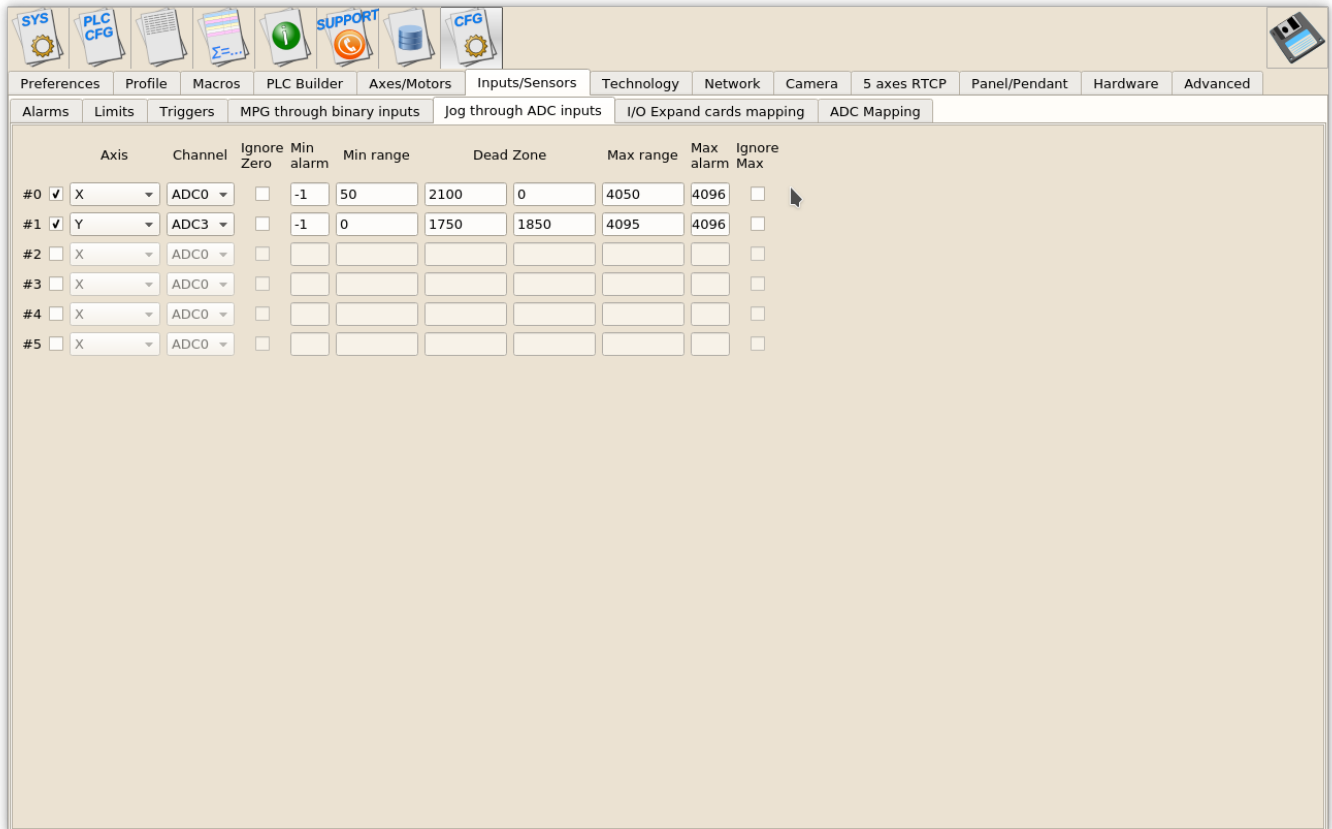 SYS
PLC CFG
Σ=...
i
SUPPORT
CFG
Preferences Profile Macros PLC Builder Axes/Motors Inputs/Sensors Technology Network Camera 5 axes RTCP Panel/Pendant Hardware Advanced
Alarms Limits Triggers MPG through binary inputs Jog through ADC inputs I/O Expand cards mapping ADC Mapping
Axis Channel Ignore Zero Min alarm Min range Dead Zone Max range Max alarm Ignore Max
#0 X ADC0 -1 50 2100 0 4050 4096
#1 Y ADC3 -1 0 1750 1850 4095 4096
#2 X ADC0
#3 X ADC0
#4 X ADC0
#5 X ADC0